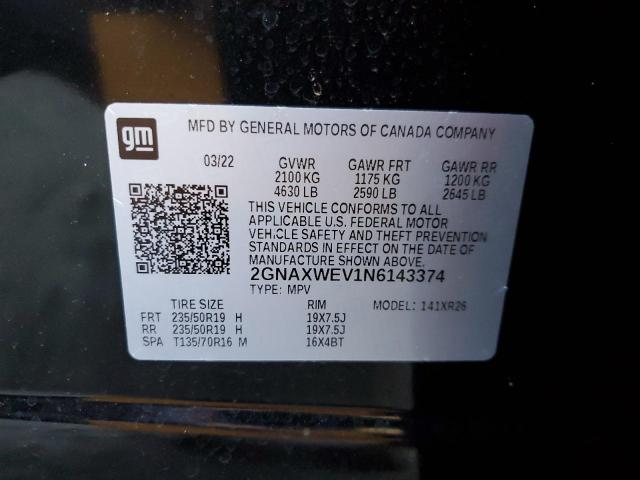 gm
MFD BY GENERAL MOTORS OF CANADA COMPANY
03/22 GVWR GAWR FRT GAWR RR
2100 KG 1175 KG 1200 KG
4630 LB 2590 LB 2645 LB
THIS VEHICLE CONFORMS TO ALL
APPLICABLE U.S. FEDERAL MOTOR
VEHICLE SAFETY AND THEFT PREVENTION
STANDARDS IN EFFECT ON THE DATE OF
MANUFACTURE SHOWN ABOVE.
2GNAXWEV1N6143374
TYPE: MPV MODEL: 141XR26
TIRE SIZE RIM
FRT 235/50R19 H 19X7.5J
RR 235/50R19 H 19X7.5J
SPA T135/70R16 M 16X4BT